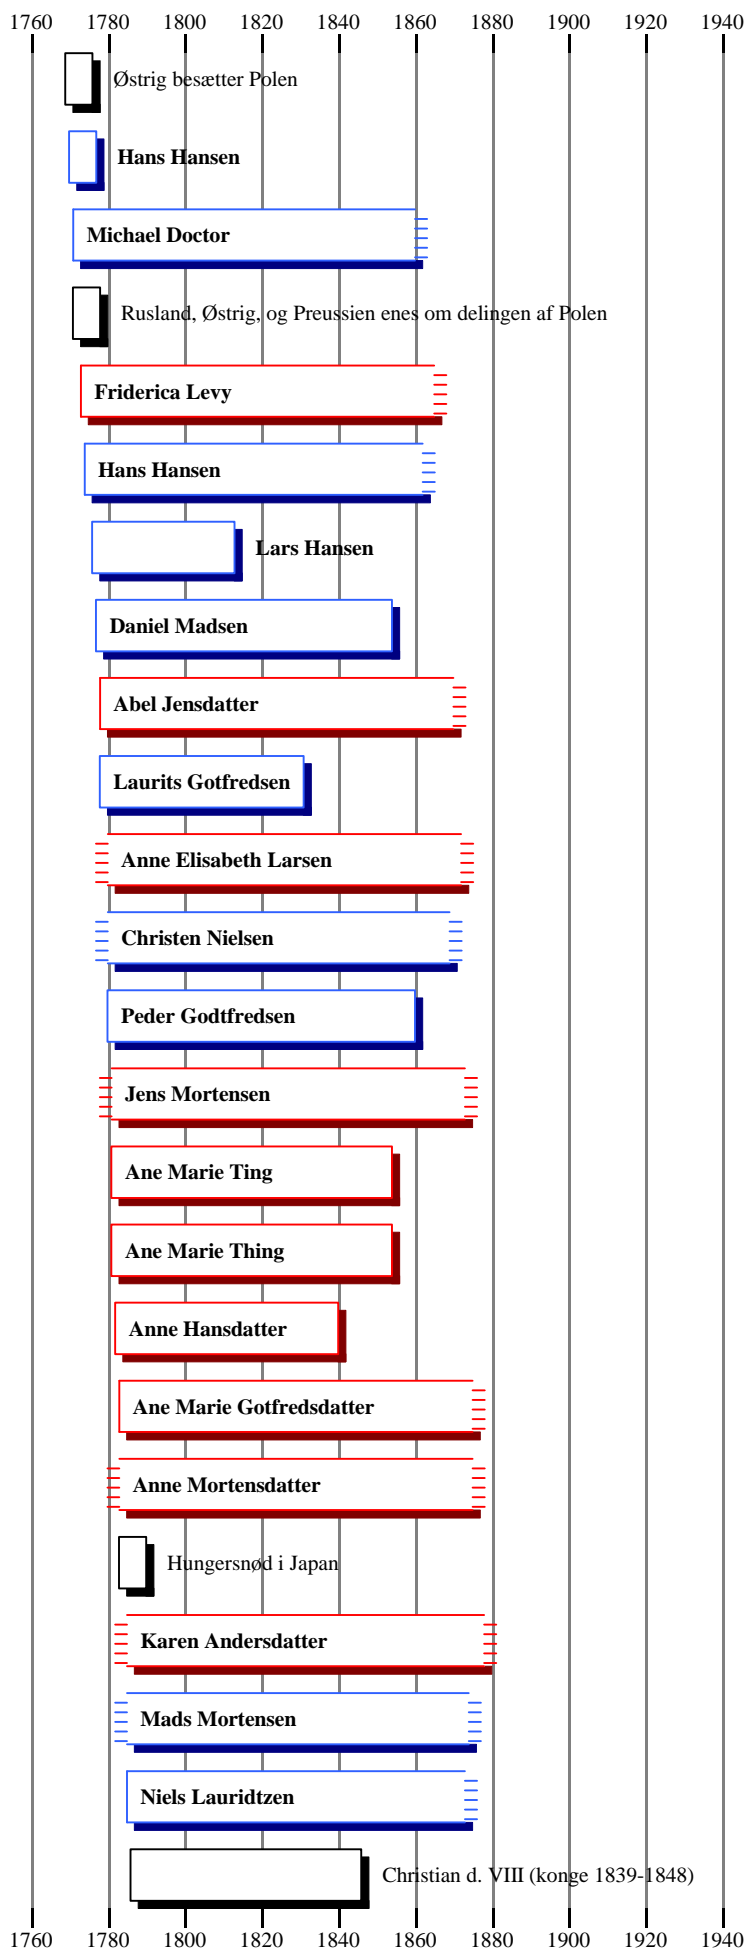 1760 1780 1800 1820 1840 1860 1880 1900 1920 1940
Østrig besætter Polen
Hans Hansen
Michael Doctor
Rusland, Østrig, og Preussien enes om delingen af Polen
Friderica Levy
Hans Hansen
Lars Hansen
Daniel Madsen
Abel Jensdatter
Laurits Gotfredsen
Anne Elisabeth Larsen
Christen Nielsen
Peder Godtfredsen
Jens Mortensen
Ane Marie Ting
Ane Marie Thing
Anne Hansdatter
Ane Marie Gotfredsdatter
Anne Mortensdatter
Hungersnød i Japan
Karen Andersdatter
Mads Mortensen
Niels Lauridtzen
Christian d. VIII (konge 1839-1848)
1760 1780 1800 1820 1840 1860 1880 1900 1920 1940